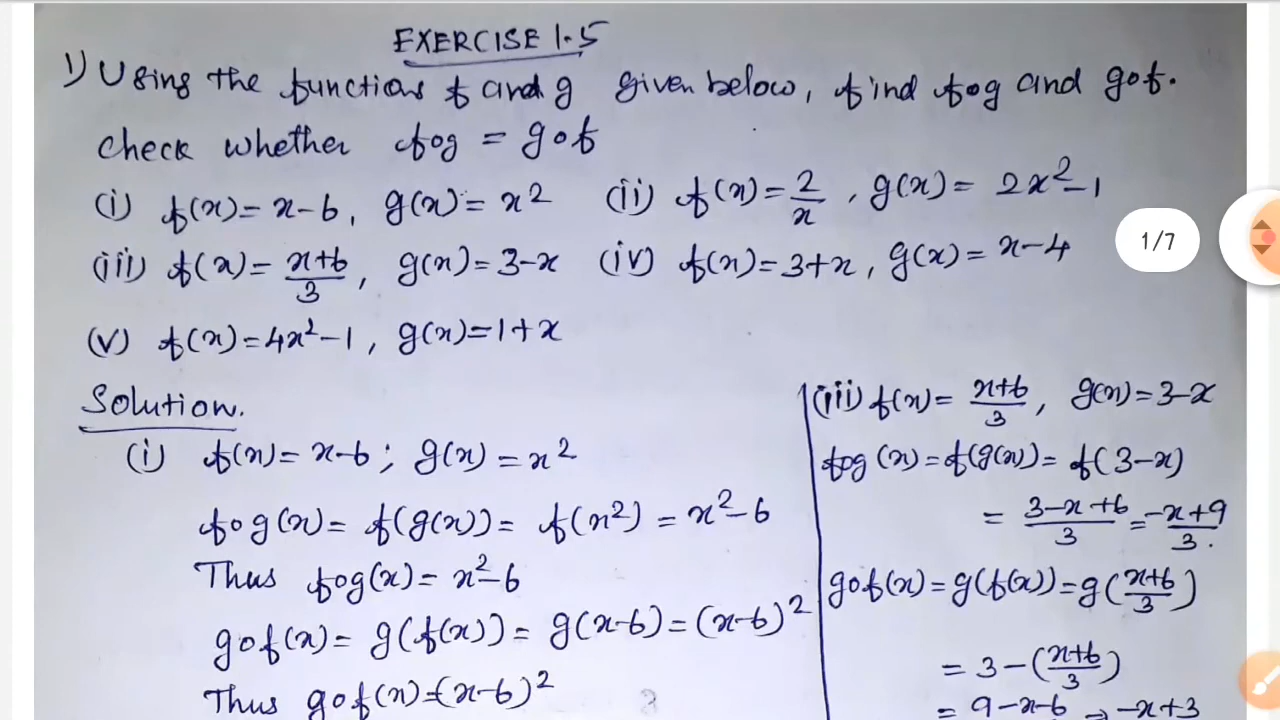 EXERCISE 1.5
1) Using the functions f and g given below, find fog and gof.
check whether fog = gof
(i) f(x)= x-6, g(x)= x² (ii) f(x)= 2/x, g(x)= 2x²-1
1/7
(iii) f(x)= (x+6)/3, g(x)=3-x (iv) f(x)=3+x, g(x)= x-4
(v) f(x)=4x²-1, g(x)=1+x
Solution.
(i) f(x)= x-6; g(x)=x²
fog(x)= f(g(x))= f(x²) = x²-6
Thus fog(x)= x²-6
gof(x)= g(f(x))= g(x-6)=(x-6)²
Thus gof(x)=(x-6)²
(iii) f(x)= (x+6)/3, g(x)=3-x
fog(x)=f(g(x))= f(3-x)
= (3-x+6)/3 = (-x+9)/3.
gof(x)=g(f(x))=g((x+6)/3)
= 3-((x+6)/3)
= 9-x-6 ⇒ -x+3